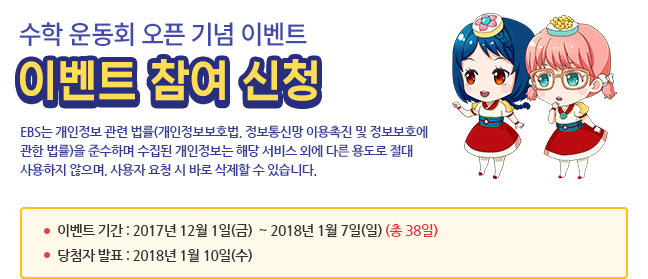 수학 운동회 오픈 기념 이벤트
이벤트 참여 신청
EBS는 개인정보 관련 법률(개인정보보호법, 정보통신망 이용촉진 및 정보보호에
관한 법률)을 준수하며 수집된 개인정보는 해당 서비스 외에 다른 용도로 절대
사용하지 않으며, 사용자 요청 시 바로 삭제할 수 있습니다.
• 이벤트 기간 : 2017년 12월 1일(금) ~ 2018년 1월 7일(일) (총 38일)
• 당첨자 발표 : 2018년 1월 10일(수)